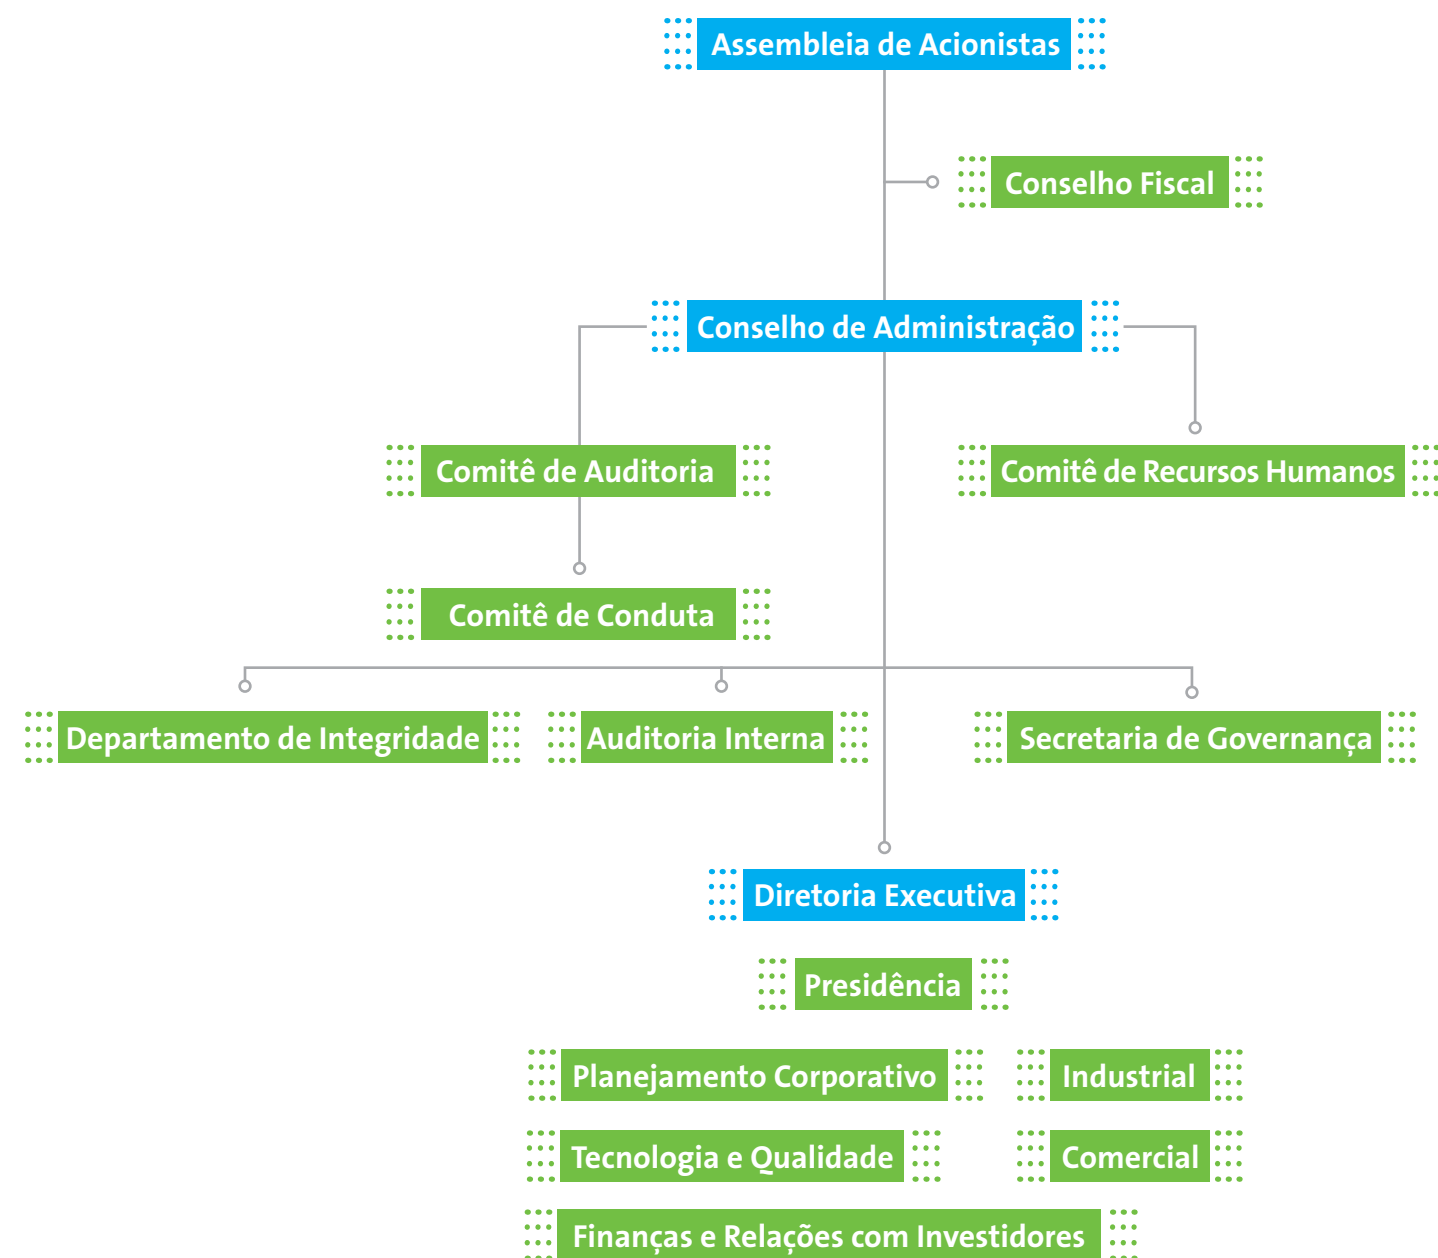 Assembleia de Acionistas
Conselho Fiscal
Conselho de Administração
Comitê de Auditoria
Comitê de Recursos Humanos
Comitê de Conduta
Departamento de Integridade
Auditoria Interna
Secretaria de Governança
Diretoria Executiva
Presidência
Planejamento Corporativo
Industrial
Tecnologia e Qualidade
Comercial
Finanças e Relações com Investidores